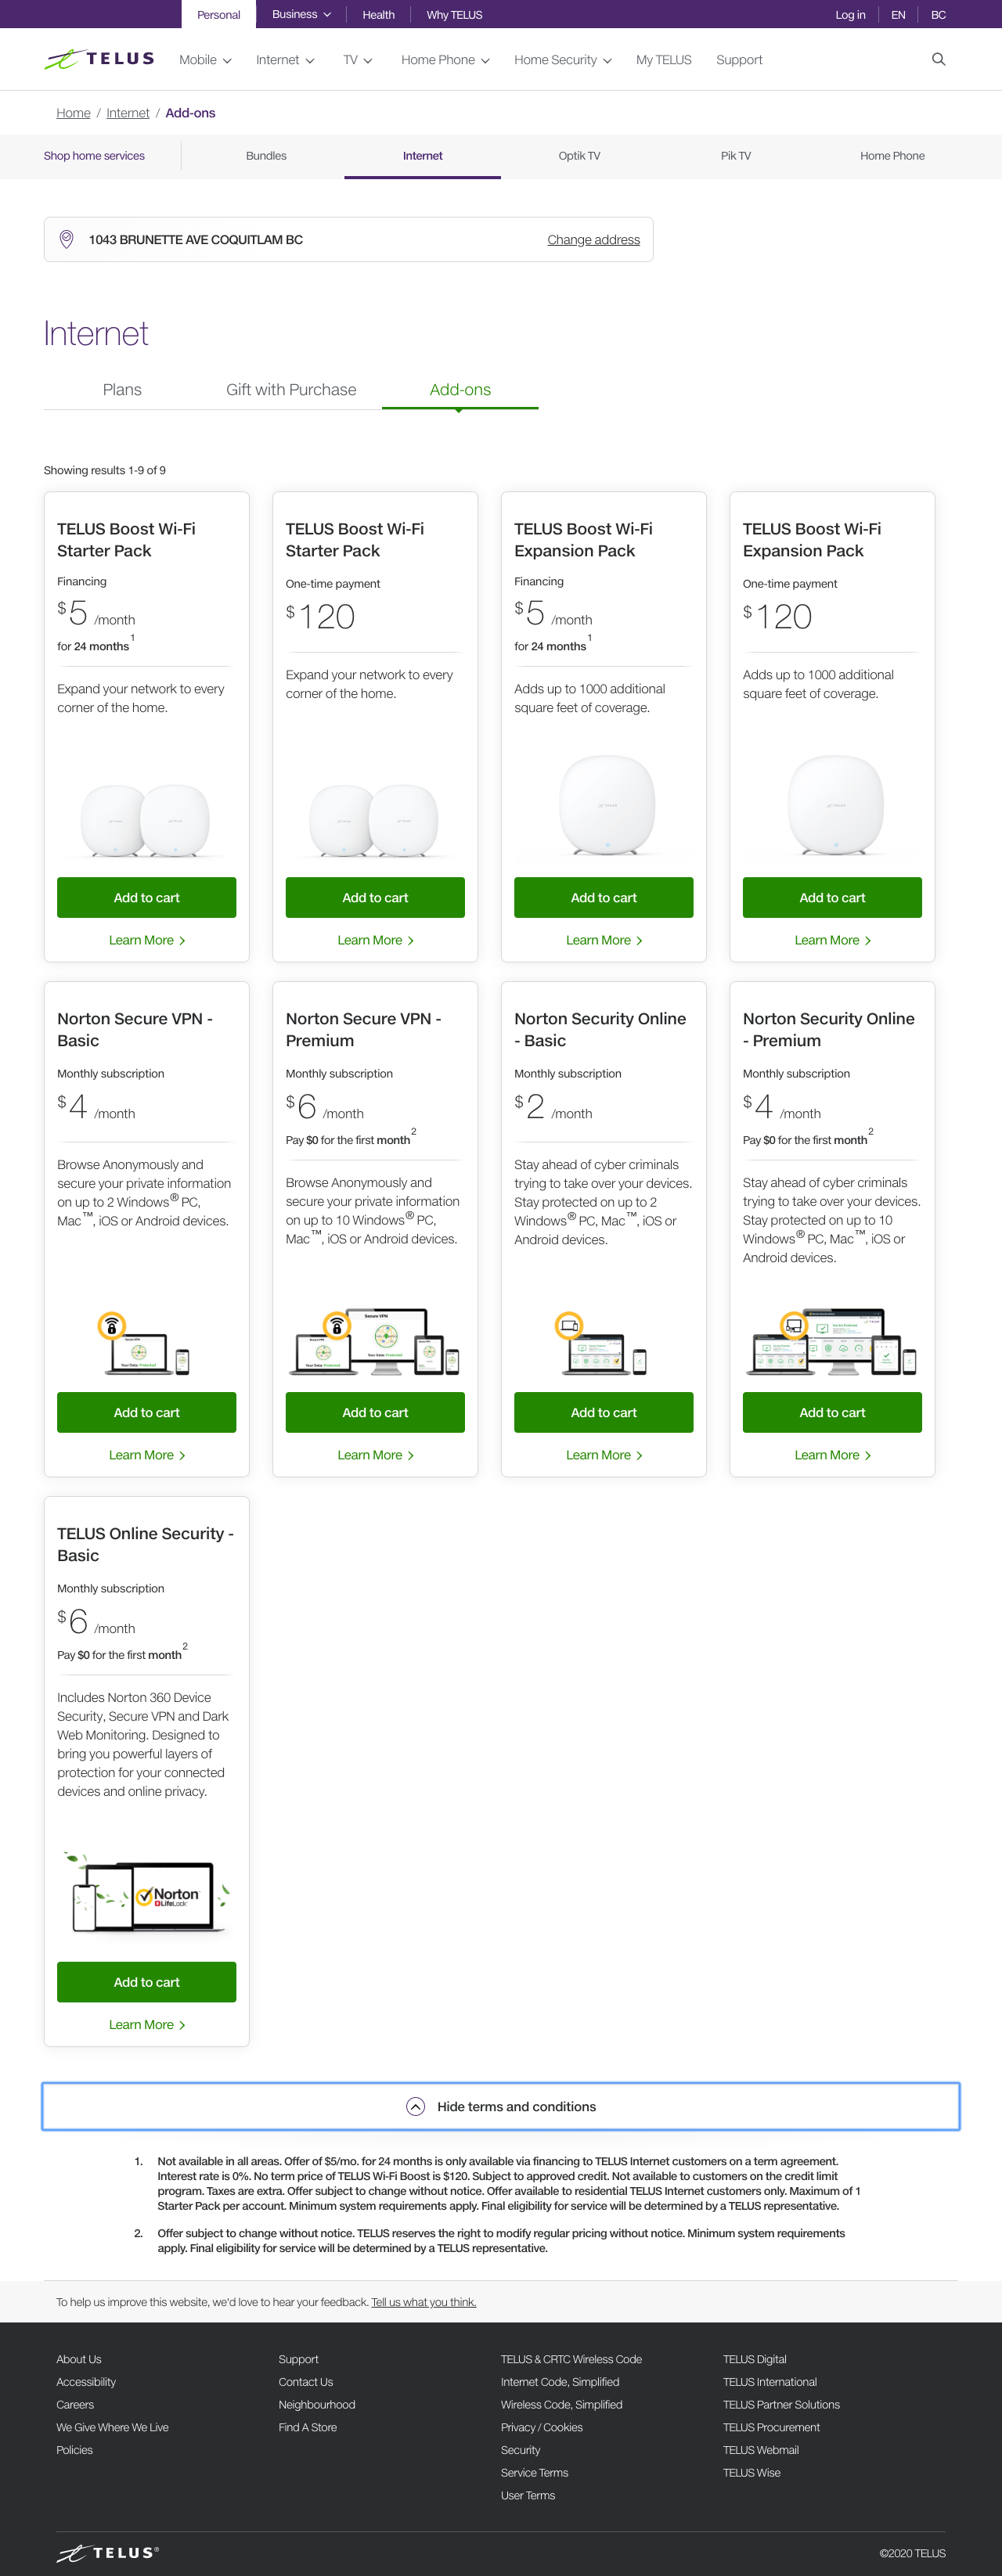 Personal Business Health Why TELUS Log in EN BC
TELUS Mobile Internet TV Home Phone Home Security My TELUS Support
Home / Internet / Add-ons
Shop home services Bundles Internet Optik TV Pik TV Home Phone
1043 BRUNETTE AVE COQUITLAM BC Change address
Internet
Plans Gift with Purchase Add-ons
Showing results 1-9 of 9
TELUS Boost Wi-Fi
Starter Pack
Financing
$5 /month
for 24 months1
Expand your network to every
corner of the home.
Add to cart
Learn More
TELUS Boost Wi-Fi
Starter Pack
One-time payment
$120
Expand your network to every
corner of the home.
Add to cart
Learn More
TELUS Boost Wi-Fi
Expansion Pack
Financing
$5 /month
for 24 months1
Adds up to 1000 additional
square feet of coverage.
Add to cart
Learn More
TELUS Boost Wi-Fi
Expansion Pack
One-time payment
$120
Adds up to 1000 additional
square feet of coverage.
Add to cart
Learn More
Norton Secure VPN -
Basic
Monthly subscription
$4 /month
Browse Anonymously and
secure your private information
on up to 2 Windows® PC,
Mac™, iOS or Android devices.
Add to cart
Learn More
Norton Secure VPN -
Premium
Monthly subscription
$6 /month
Pay $0 for the first month2
Browse Anonymously and
secure your private information
on up to 10 Windows® PC,
Mac™, iOS or Android devices.
Secure VPN
Your Data: Protected
Add to cart
Learn More
Norton Security Online
- Basic
Monthly subscription
$2 /month
Stay ahead of cyber criminals
trying to take over your devices.
Stay protected on up to 2
Windows® PC, Mac™, iOS or
Android devices.
Add to cart
Learn More
Norton Security Online
- Premium
Monthly subscription
$4 /month
Pay $0 for the first month2
Stay ahead of cyber criminals
trying to take over your devices.
Stay protected on up to 10
Windows® PC, Mac™, iOS or
Android devices.
Add to cart
Learn More
TELUS Online Security -
Basic
Monthly subscription
$6 /month
Pay $0 for the first month2
Includes Norton 360 Device
Security, Secure VPN and Dark
Web Monitoring. Designed to
bring you powerful layers of
protection for your connected
devices and online privacy.
Norton
LifeLock
Add to cart
Learn More
Hide terms and conditions
1. Not available in all areas. Offer of $5/mo. for 24 months is only available via financing to TELUS Internet customers on a term agreement.
Interest rate is 0%. No term price of TELUS Wi-Fi Boost is $120. Subject to approved credit. Not available to customers on the credit limit
program. Taxes are extra. Offer subject to change without notice. Offer available to residential TELUS Internet customers only. Maximum of 1
Starter Pack per account. Minimum system requirements apply. Final eligibility for service will be determined by a TELUS representative.
2. Offer subject to change without notice. TELUS reserves the right to modify regular pricing without notice. Minimum system requirements
apply. Final eligibility for service will be determined by a TELUS representative.
To help us improve this website, we'd love to hear your feedback. Tell us what you think.
About Us
Accessibility
Careers
We Give Where We Live
Policies
Support
Contact Us
Neighbourhood
Find A Store
TELUS & CRTC Wireless Code
Internet Code, Simplified
Wireless Code, Simplified
Privacy / Cookies
Security
Service Terms
User Terms
TELUS Digital
TELUS International
TELUS Partner Solutions
TELUS Procurement
TELUS Webmail
TELUS Wise
TELUS® ©2020 TELUS